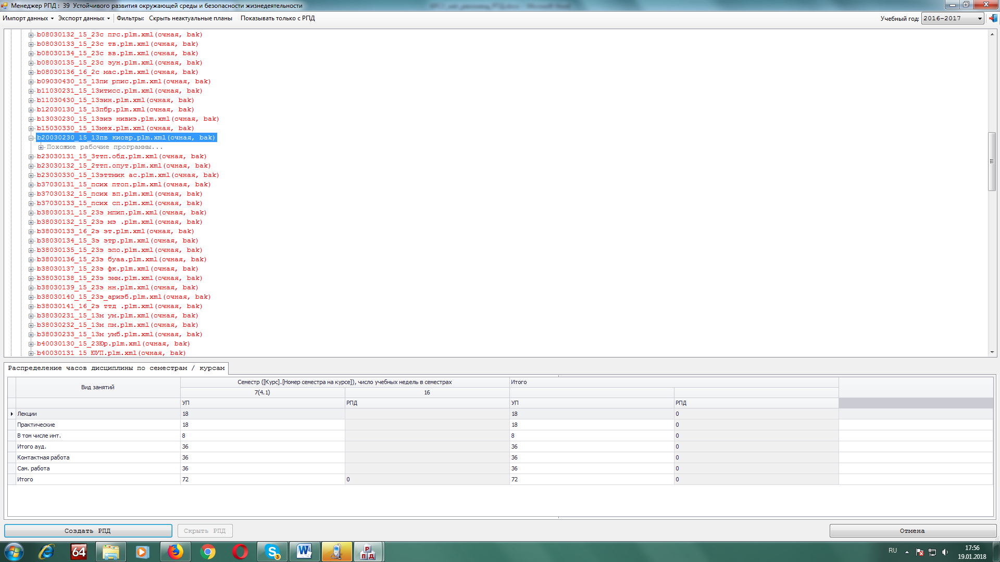 Менеджер РПД : 39 Устойчивого развития окружающей среды и безопасности жизнедеятельности
Импорт данных Экспорт данных Фильтры: Скрыть неактуальные планы Показывать только с РПД Учебный год: 2016-2017
b08030132_15_23с пгс.plm.xml(очная, bak)
b08030133_15_23с тв.plm.xml(очная, bak)
b08030134_15_23с вв.plm.xml(очная, bak)
b08030135_15_23с эун.plm.xml(очная, bak)
b08030136_16_2с мас.plm.xml(очная, bak)
b09030430_15_13пи рпис.plm.xml(очная, bak)
b11030231_15_13итисс.plm.xml(очная, bak)
b11030430_15_13эин.plm.xml(очная, bak)
b12030130_15_13пбр.plm.xml(очная, bak)
b13030230_15_13эиэ нивиэ.plm.xml(очная, bak)
b15030330_15_13мех.plm.xml(очная, bak)
b20030230_15_13пв киовр.plm.xml(очная, bak)
Похожие рабочие программы...
b23030131_15_3ттп.обд.plm.xml(очная, bak)
b23030132_15_2ттп.опут.plm.xml(очная, bak)
b23030330_15_13эттмик ас.plm.xml(очная, bak)
b37030131_15_псих птоп.plm.xml(очная, bak)
b37030132_15_псих вп.plm.xml(очная, bak)
b37030133_15_псих сп.plm.xml(очная, bak)
b38030131_15_23э мпип.plm.xml(очная, bak)
b38030132_15_23э мэ .plm.xml(очная, bak)
b38030133_16_2э эт.plm.xml(очная, bak)
b38030134_15_3э этр.plm.xml(очная, bak)
b38030135_15_23э эпо.plm.xml(очная, bak)
b38030136_15_23э буаа.plm.xml(очная, bak)
b38030137_15_23э фк.plm.xml(очная, bak)
b38030138_15_23э эмм.plm.xml(очная, bak)
b38030139_15_23э нн.plm.xml(очная, bak)
b38030140_15_23э_ариэб.plm.xml(очная, bak)
b38030141_16_2э ттд .plm.xml(очная, bak)
b38030231_15_13м ум.plm.xml(очная, bak)
b38030232_15_13м пм.plm.xml(очная, bak)
b38030233_15_13м умб.plm.xml(очная, bak)
b40030130_15_23Юр.plm.xml(очная, bak)
b40030131_15_ЮУП.plm.xml(очная, bak)
Распределение часов дисциплины по семестрам / курсам
Вид занятий Семестр ([Курс].[Номер семестра на курсе]), число учебных недель в семестрах Итого
7(4.1) 16
УП РПД УП РПД
Лекции 18 18 0
Практические 18 18 0
В том числе инт. 8 8 0
Итого ауд. 36 36 0
Контактная работа 36 36 0
Сам. работа 36 36 0
Итого 72 0 72 0
Создать РПД Скрыть РПД Отмена
64 3 РПД RU 17:56
19.01.2018